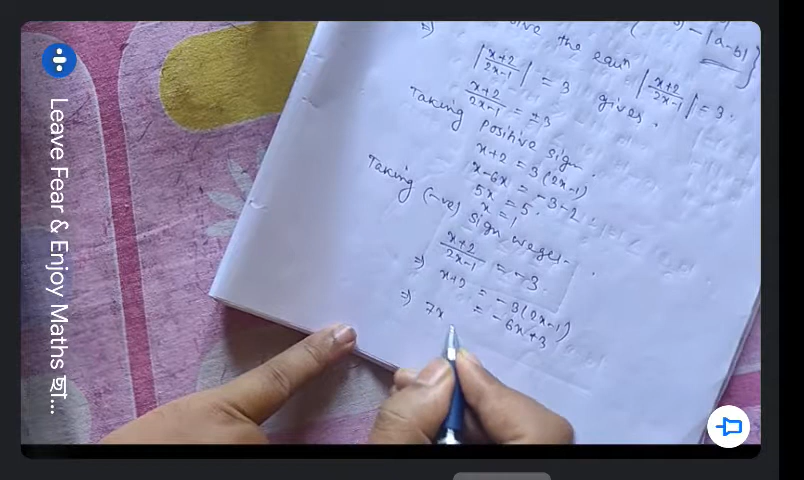 - |a-b|}
the eqn |x+2/2x-1| = 3.
|x+2/2x-1| = 3 gives.
x+2/2x-1 = ±3
Taking positive sign.
x+2 = 3(2x-1)
x-6x = -3-2
5x = 5.
x = 1
Taking (-ve) sign
x+2/2x-1 = -3.
⇒ x+2 = -3(2x-1)
= -6x+3
⇒ 7x
Leave Fear & Enjoy Maths ছা...